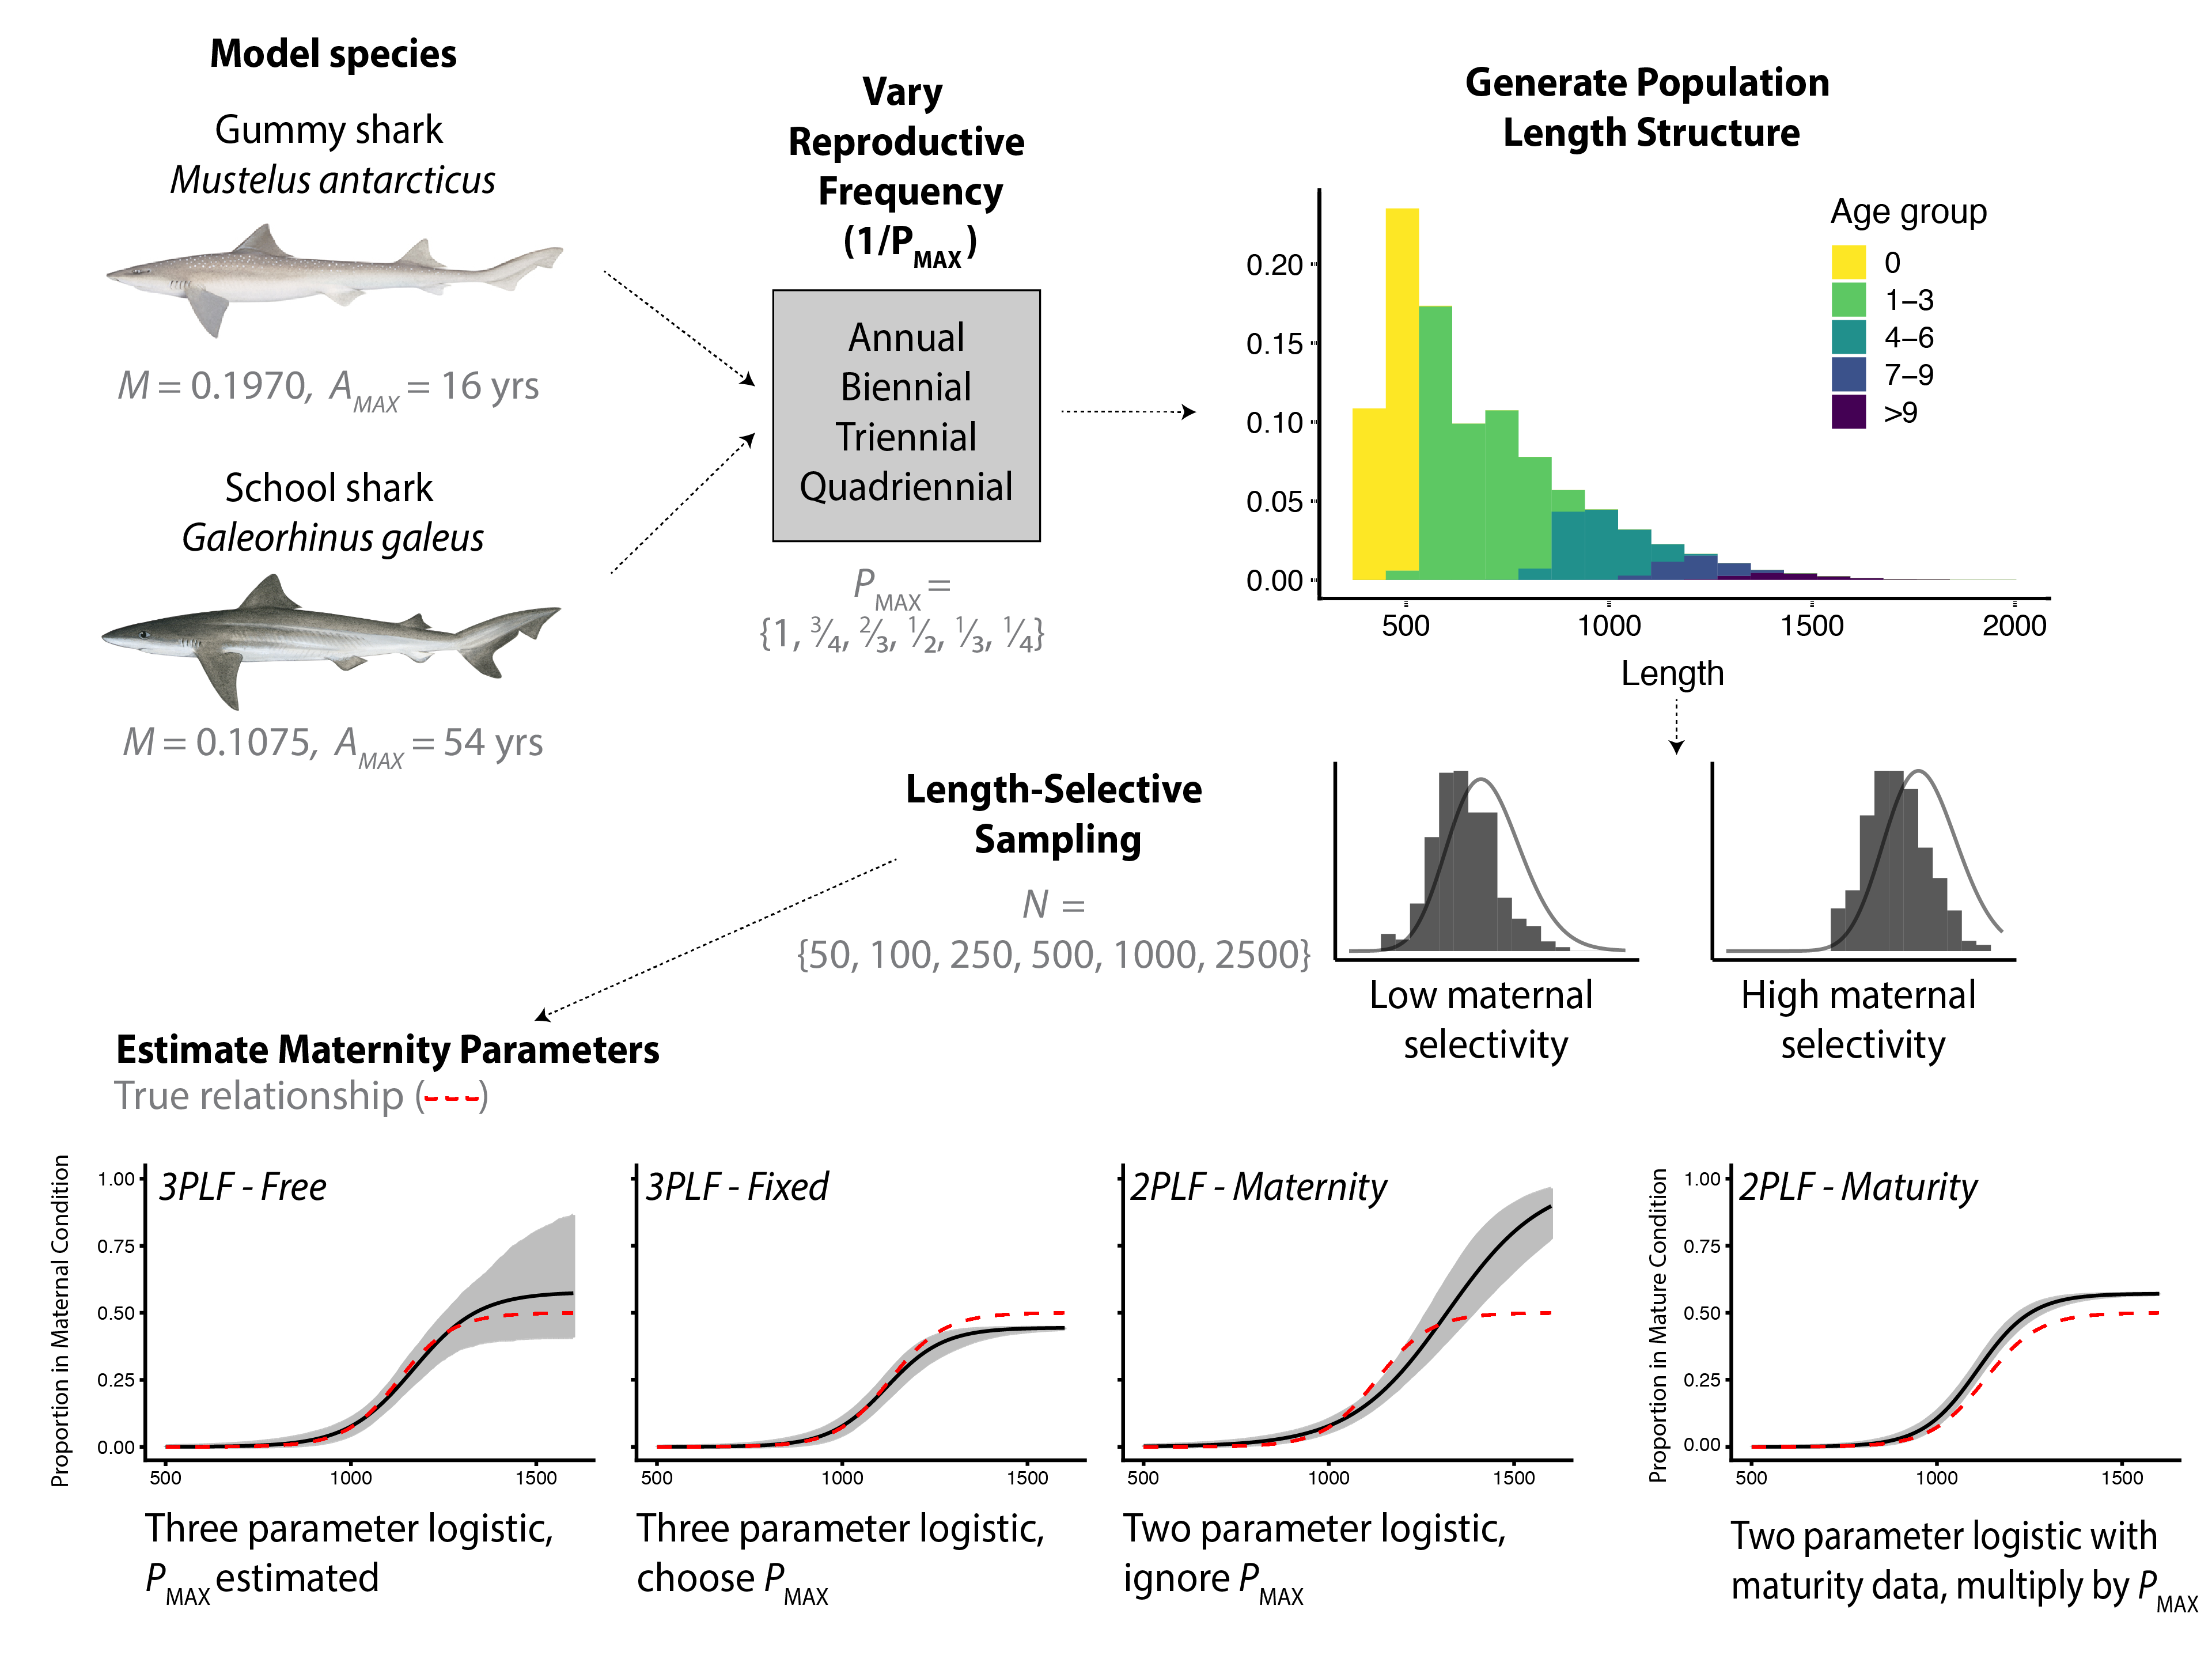 Model species
Gummy shark
Mustelus antarcticus
M = 0.1970, AMAX = 16 yrs
School shark
Galeorhinus galeus
M = 0.1075, AMAX = 54 yrs
Vary
Reproductive
Frequency
(1/PMAX)
Annual
Biennial
Triennial
Quadriennial
PMAX =
{1, 3/4, 2/3, 1/2, 1/3, 1/4}
Generate Population
Length Structure
Age group
0
1–3
4–6
7–9
>9
0.20
0.15
0.10
0.05
0.00
500 1000 1500 2000
Length
Length-Selective
Sampling
N =
{50, 100, 250, 500, 1000, 2500}
Low maternal
selectivity
High maternal
selectivity
Estimate Maternity Parameters
True relationship (---)
Proportion in Maternal Condition
1.00
0.75
0.50
0.25
0.00
3PLF - Free
500 1000 1500
Three parameter logistic,
PMAX estimated
3PLF - Fixed
500 1000 1500
Three parameter logistic,
choose PMAX
2PLF - Maternity
500 1000 1500
Two parameter logistic,
ignore PMAX
Proportion in Mature Condition
1.00
0.75
0.50
0.25
0.00
2PLF - Maturity
500 1000 1500
Two parameter logistic with
maturity data, multiply by PMAX